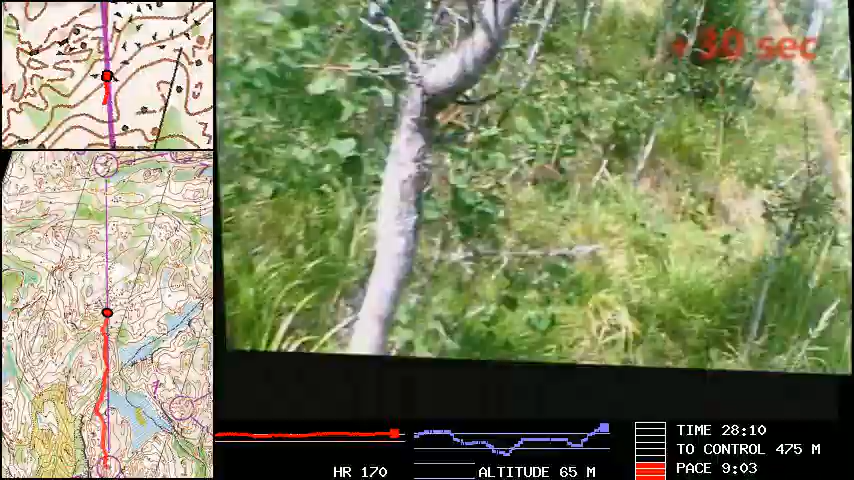 +30 sec
TIME 28:10
TO CONTROL 475 M
HR 170
ALTITUDE 65 M
PACE 9:03